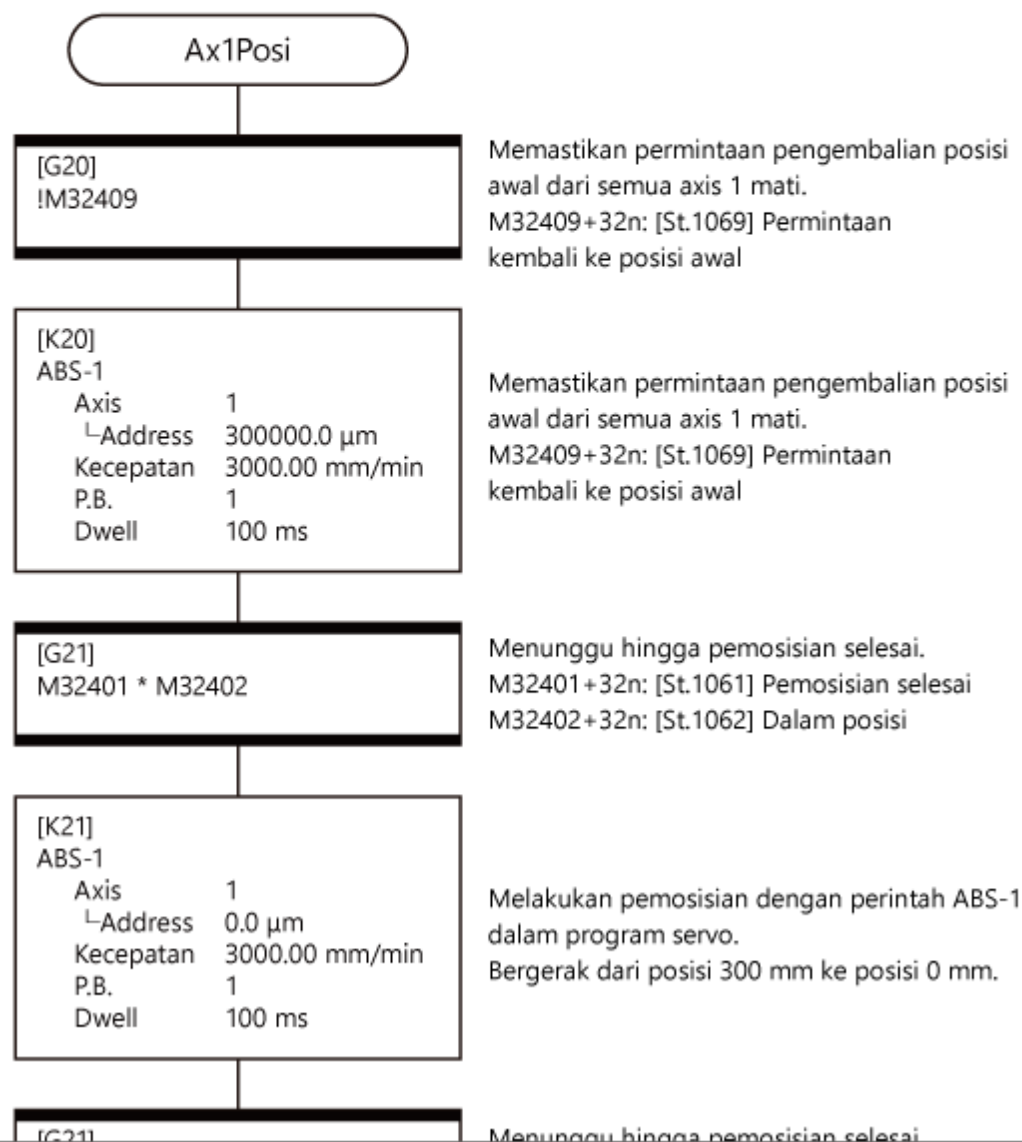 Ax1Posi
[G20]
!M32409
Memastikan permintaan pengembalian posisi
awal dari semua axis 1 mati.
M32409+32n: [St.1069] Permintaan
kembali ke posisi awal
[K20]
ABS-1
Axis 1
└Address 300000.0 µm
Kecepatan 3000.00 mm/min
P.B. 1
Dwell 100 ms
Memastikan permintaan pengembalian posisi
awal dari semua axis 1 mati.
M32409+32n: [St.1069] Permintaan
kembali ke posisi awal
[G21]
M32401 * M32402
Menunggu hingga pemosisian selesai.
M32401+32n: [St.1061] Pemosisian selesai
M32402+32n: [St.1062] Dalam posisi
[K21]
ABS-1
Axis 1
└Address 0.0 µm
Kecepatan 3000.00 mm/min
P.B. 1
Dwell 100 ms
Melakukan pemosisian dengan perintah ABS-1
dalam program servo.
Bergerak dari posisi 300 mm ke posisi 0 mm.
[G21]
Menunggu hingga pemosisian selesai